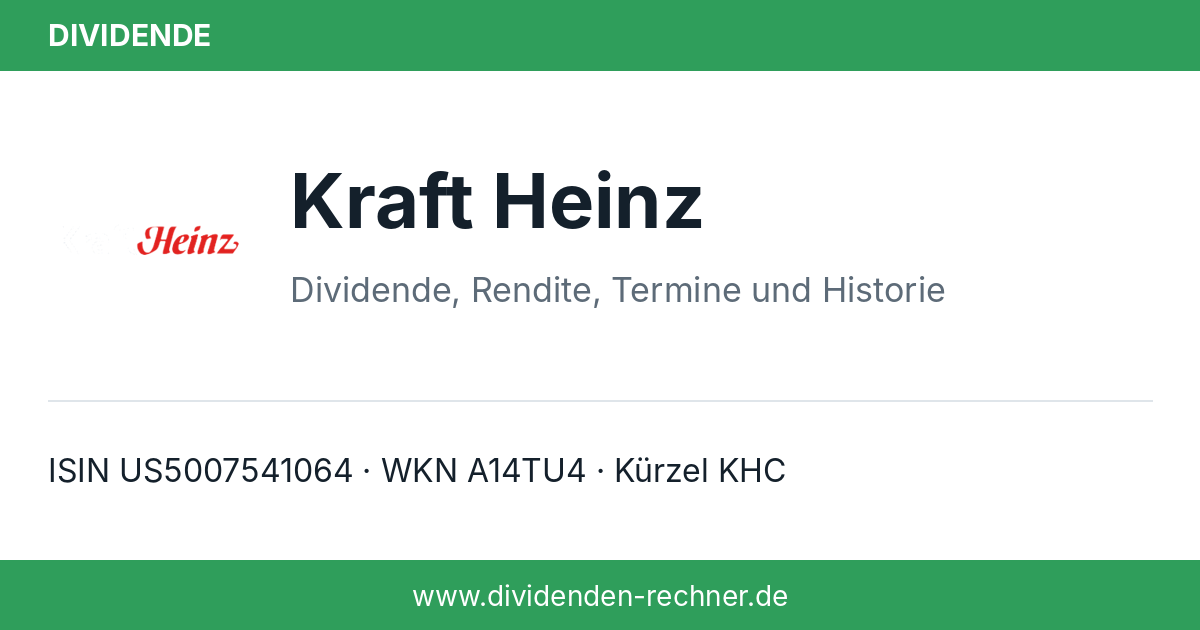 DIVIDENDE
Kraft Heinz
Heinz
Dividende, Rendite, Termine und Historie
ISIN US5007541064 · WKN A14TU4 · Kürzel KHC
www.dividenden-rechner.de